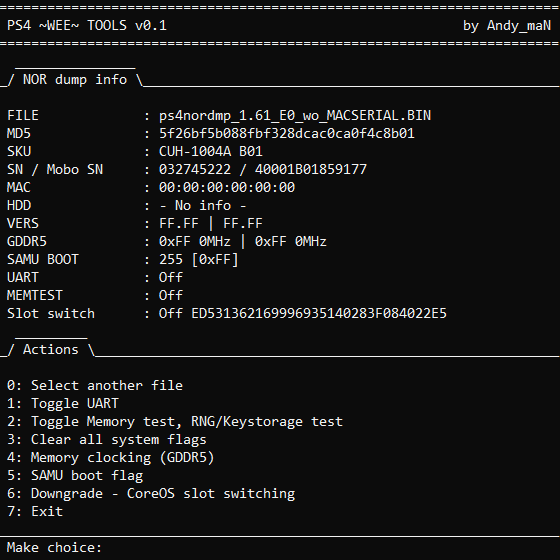 PS4 ~WEE~ TOOLS v0.1 by Andy_maN
NOR dump info
FILE : ps4nordmp_1.61_E0_wo_MACSERIAL.BIN
MD5 : 5f26bf5b088fbf328dcac0ca0f4c8b01
SKU : CUH-1004A B01
SN / Mobo SN : 032745222 / 40001B01859177
MAC : 00:00:00:00:00:00
HDD : - No info -
VERS : FF.FF | FF.FF
GDDR5 : 0xFF 0MHz | 0xFF 0MHz
SAMU BOOT : 255 [0xFF]
UART : Off
MEMTEST : Off
Slot switch : Off ED531362169996935140283F084022E5
Actions
0: Select another file
1: Toggle UART
2: Toggle Memory test, RNG/Keystorage test
3: Clear all system flags
4: Memory clocking (GDDR5)
5: SAMU boot flag
6: Downgrade - CoreOS slot switching
7: Exit
Make choice: